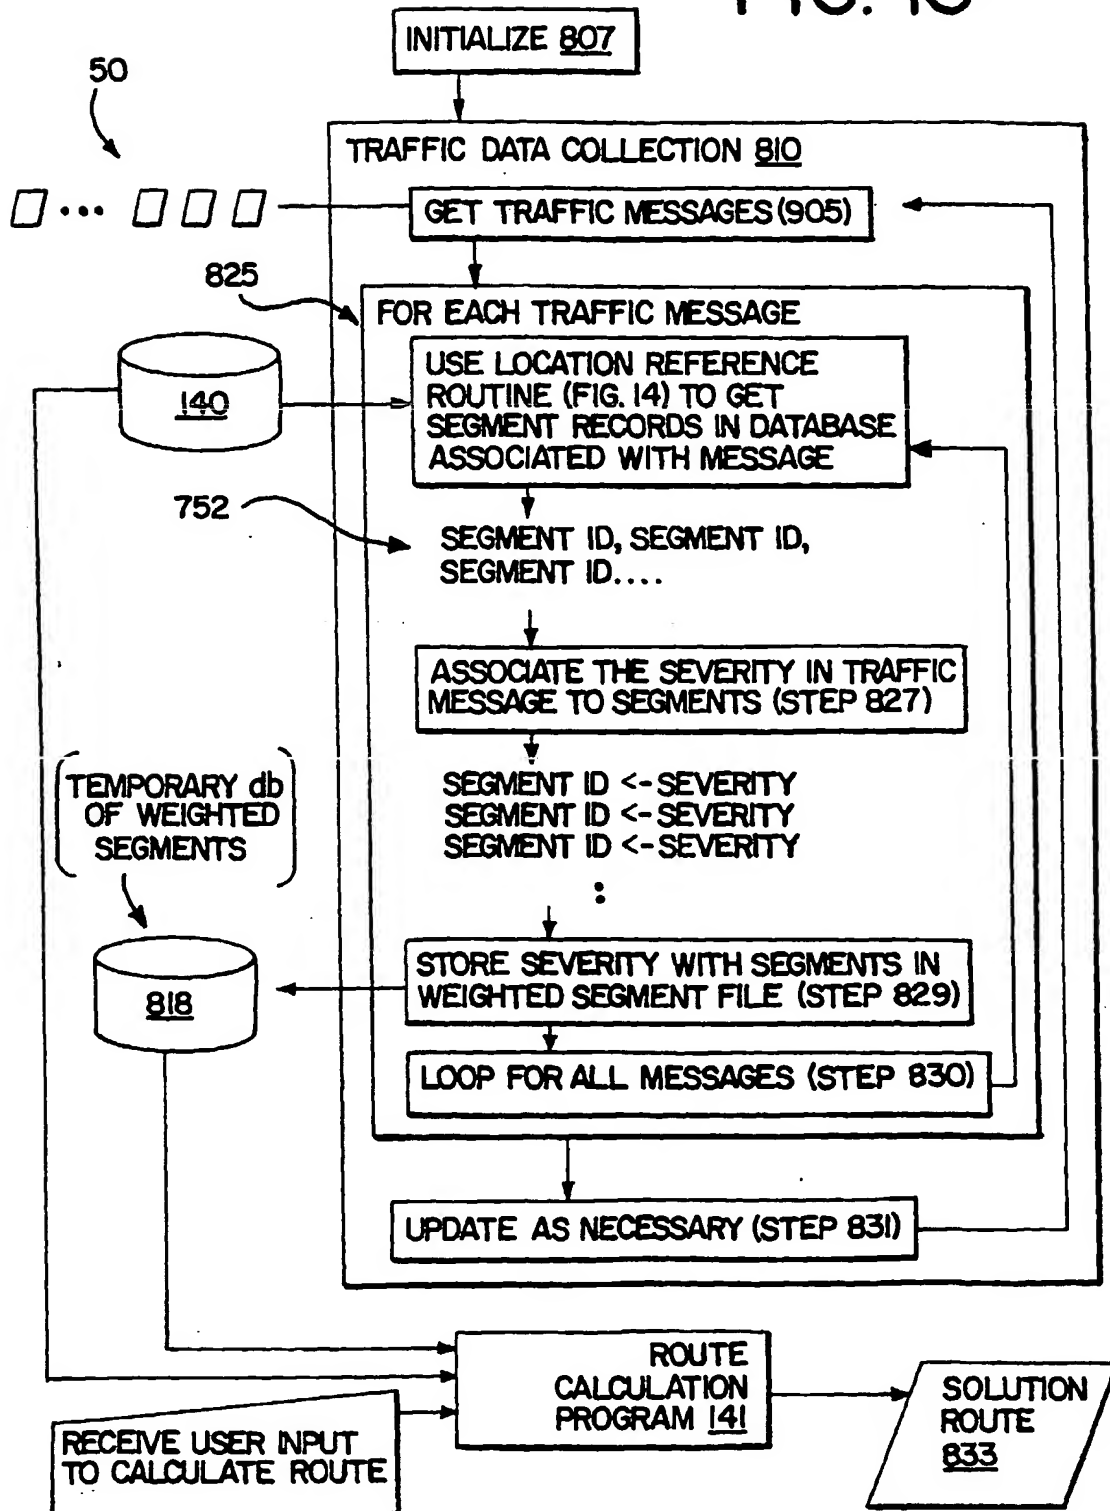 INITIALIZE 807
50
TRAFFIC DATA COLLECTION 810
GET TRAFFIC MESSAGES (905)
825
FOR EACH TRAFFIC MESSAGE
140
USE LOCATION REFERENCE
ROUTINE (FIG. 14) TO GET
SEGMENT RECORDS IN DATABASE
ASSOCIATED WITH MESSAGE
752
SEGMENT ID, SEGMENT ID,
SEGMENT ID....
ASSOCIATE THE SEVERITY IN TRAFFIC
MESSAGE TO SEGMENTS (STEP 827)
TEMPORARY db
OF WEIGHTED
SEGMENTS
SEGMENT ID <- SEVERITY
SEGMENT ID <- SEVERITY
SEGMENT ID <- SEVERITY
:
818
STORE SEVERITY WITH SEGMENTS IN
WEIGHTED SEGMENT FILE (STEP 829)
LOOP FOR ALL MESSAGES (STEP 830)
UPDATE AS NECESSARY (STEP 831)
ROUTE
CALCULATION
PROGRAM 141
RECEIVE USER INPUT
TO CALCULATE ROUTE
SOLUTION
ROUTE
833